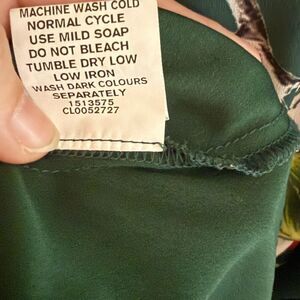 MACHINE WASH COLD
NORMAL CYCLE
USE MILD SOAP
DO NOT BLEACH
TUMBLE DRY LOW
LOW IRON
WASH DARK COLOURS
SEPARATELY
1513575
CL0052727